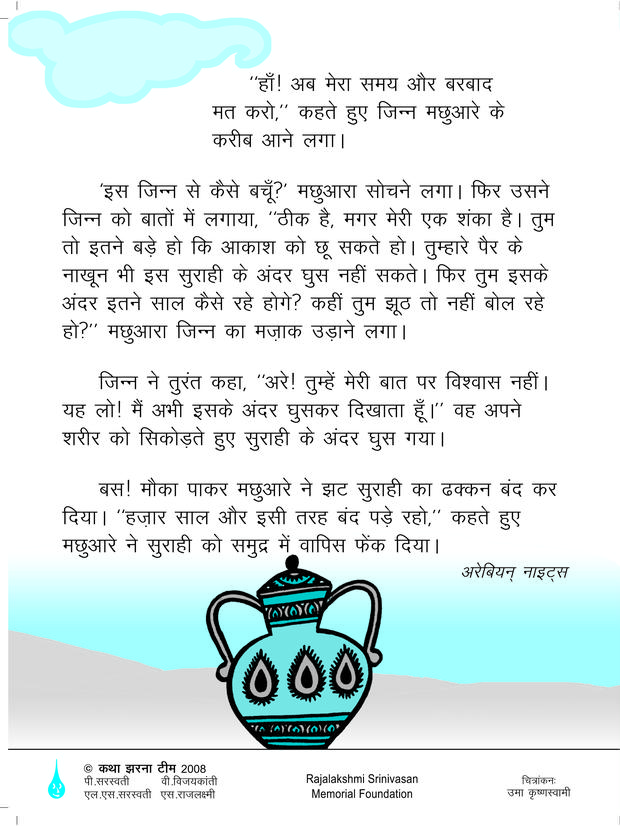 ‘‘हाँ! अब मेरा समय और बरबाद
मत करो,’’ कहते हुए जिन्न मछुआरे के
करीब आने लगा।
‘इस जिन्न से कैसे बचूँ?’ मछुआरा सोचने लगा। फिर उसने
जिन्न को बातों में लगाया, ‘‘ठीक है, मगर मेरी एक शंका है। तुम
तो इतने बड़े हो कि आकाश को छू सकते हो। तुम्हारे पैर के
नाखून भी इस सुराही के अंदर घुस नहीं सकते। फिर तुम इसके
अंदर इतने साल कैसे रहे होगे? कहीं तुम झूठ तो नहीं बोल रहे
हो?’’ मछुआरा जिन्न का मज़ाक उड़ाने लगा।
जिन्न ने तुरंत कहा, ‘‘अरे! तुम्हें मेरी बात पर विश्वास नहीं।
यह लो! मैं अभी इसके अंदर घुसकर दिखाता हूँ।’’ वह अपने
शरीर को सिकोड़ते हुए सुराही के अंदर घुस गया।
बस! मौका पाकर मछुआरे ने झट सुराही का ढक्कन बंद कर
दिया। ‘‘हज़ार साल और इसी तरह बंद पड़े रहो,’’ कहते हुए
मछुआरे ने सुराही को समुद्र में वापिस फेंक दिया।
अरेबियन् नाइट्स
© कथा झरना टीम 2008
पी.सरस्वती वी.विजयकांती
एल.एस.सरस्वती एस.राजलक्ष्मी
Rajalakshmi Srinivasan
Memorial Foundation
चित्रांकनः
उमा कृष्णस्वामी